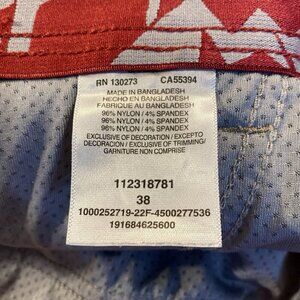 RN 130273 CA55394
MADE IN BANGLADESH
HECHO EN BANGLADESH
FABRIQUE AU BANGLADESH
96% NYLON / 4% SPANDEX
96% NYLON / 4% SPANDEX
96% NYLON / 4% SPANDEX
EXCLUSIVE OF DECORATION / EXCEPTO
DECORACION / EXCLUSIVE OF TRIMMING/
GARNITURE NON COMPRISE
112318781
38
1000252719-22F-4500277536
191684625600